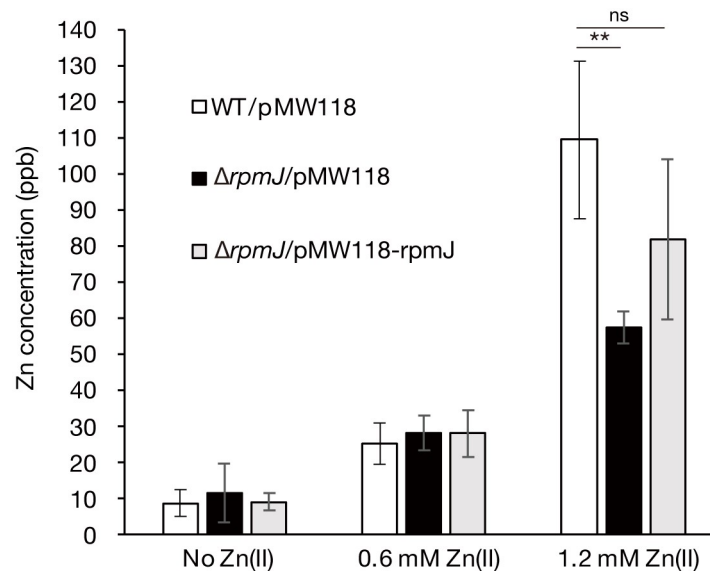 ns
**
140
130
120
110
100
90
80
70
60
50
40
30
20
10
0
Zn concentration (ppb)
WT/pMW118
ΔrpmJ/pMW118
ΔrpmJ/pMW118-rpmJ
No Zn(II)
0.6 mM Zn(II)
1.2 mM Zn(II)